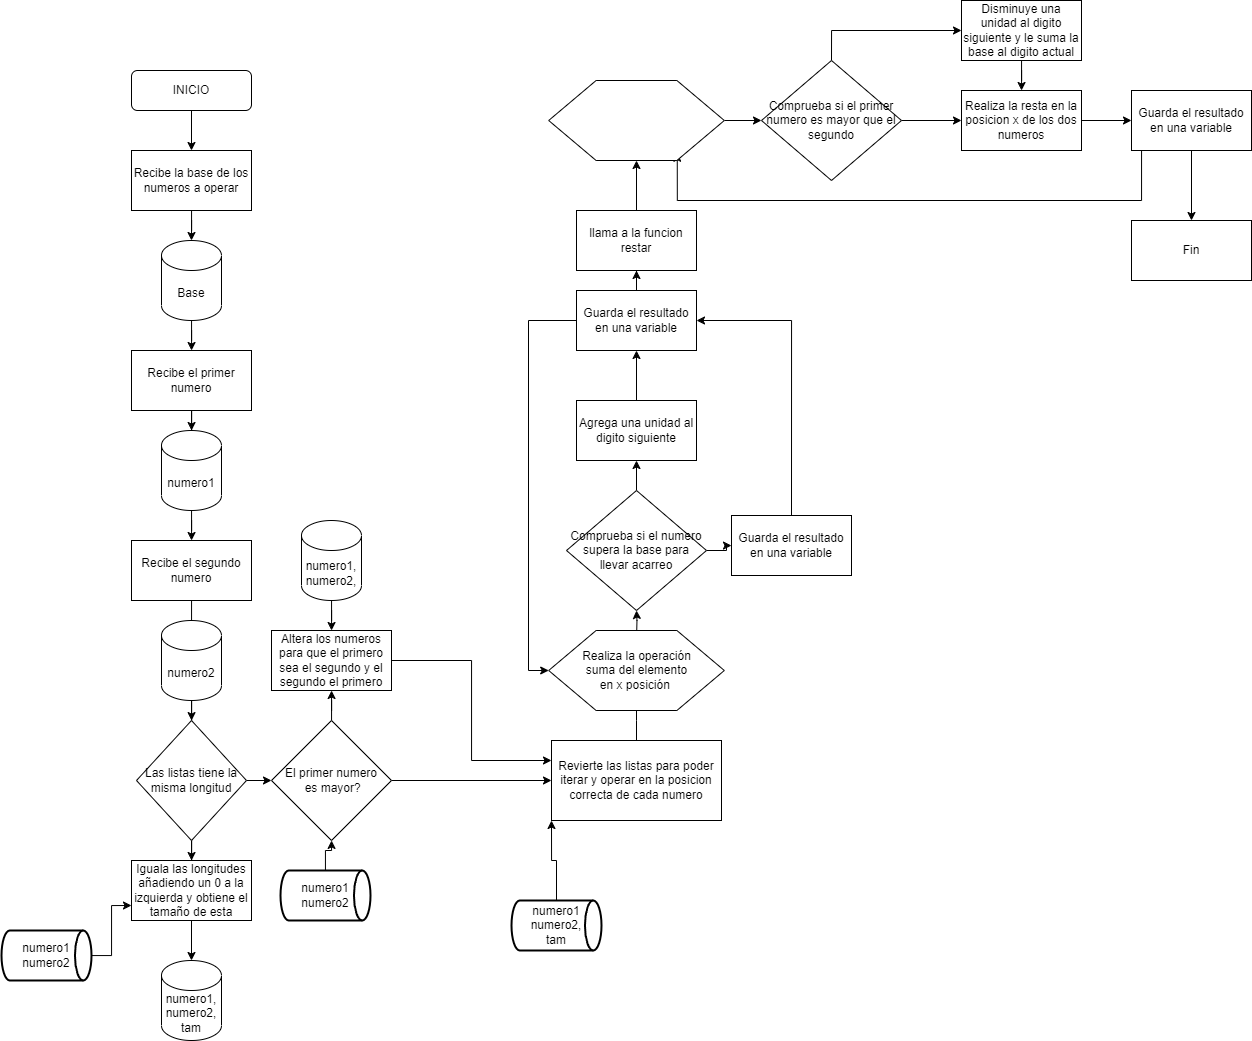 INICIO
Recibe la base de los
numeros a operar
Base
Recibe el primer
numero
numero1
Recibe el segundo
numero
numero2
Las listas tiene la
misma longitud
Iguala las longitudes
añadiendo un 0 a la
izquierda y obtiene el
tamaño de esta
numero1
numero2
numero1,
numero2,
tam
numero1,
numero2,
Altera los numeros
para que el primero
sea el segundo y el
segundo el primero
El primer numero
es mayor?
numero1
numero2
Revierte las listas para poder
iterar y operar en la posicion
correcta de cada numero
numero1
numero2,
tam
Realiza la operación
suma del elemento
en x posición
Comprueba si el numero
supera la base para
llevar acarreo
Guarda el resultado
en una variable
Agrega una unidad al
digito siguiente
Guarda el resultado
en una variable
llama a la funcion
restar
Comprueba si el primer
numero es mayor que el
segundo
Disminuye una
unidad al digito
siguiente y le suma la
base al digito actual
Realiza la resta en la
posicion x de los dos
numeros
Guarda el resultado
en una variable
Fin